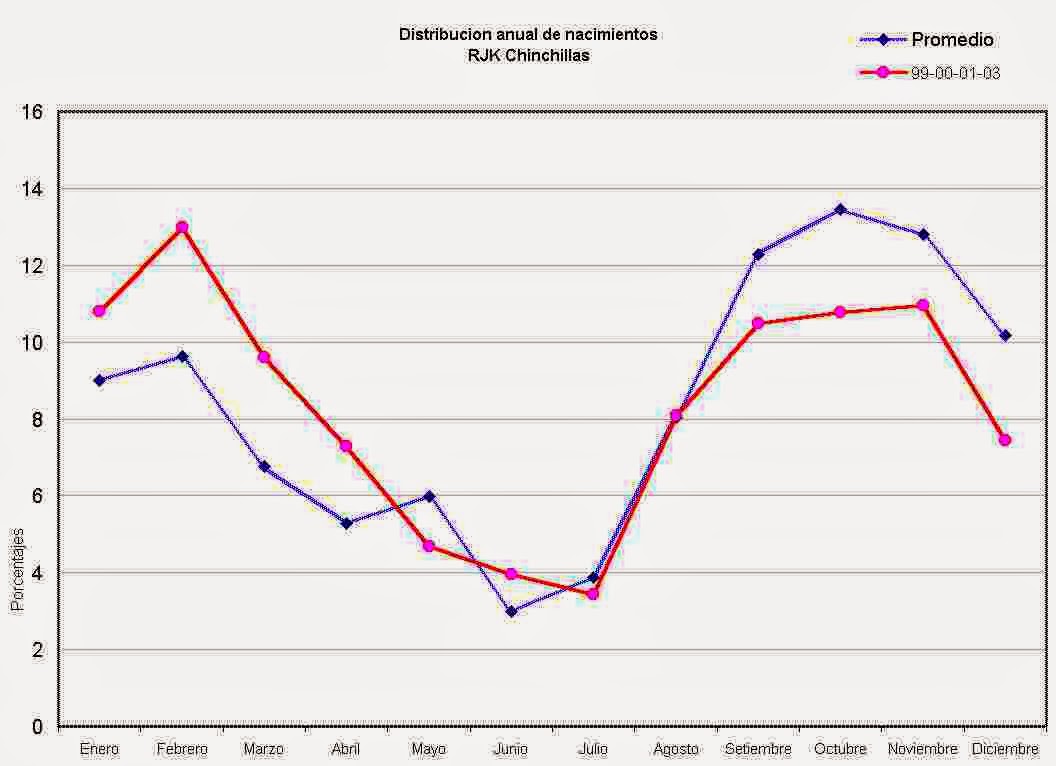 Distribucion anual de nacimientos
RJK Chinchillas
Promedio
99-00-01-03
16
14
12
10
8
6
4
2
0
Porcentajes
Enero Febrero Marzo Abril Mayo Junio Julio Agosto Setiembre Octubre Noviembre Diciembre